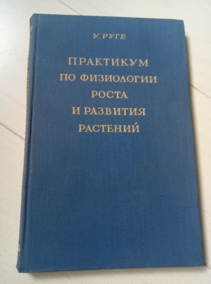 У. РУГЕ
ПРАКТИКУМ
ПО ФИЗИОЛОГИИ
РОСТА
И РАЗВИТИЯ
РАСТЕНИЙ